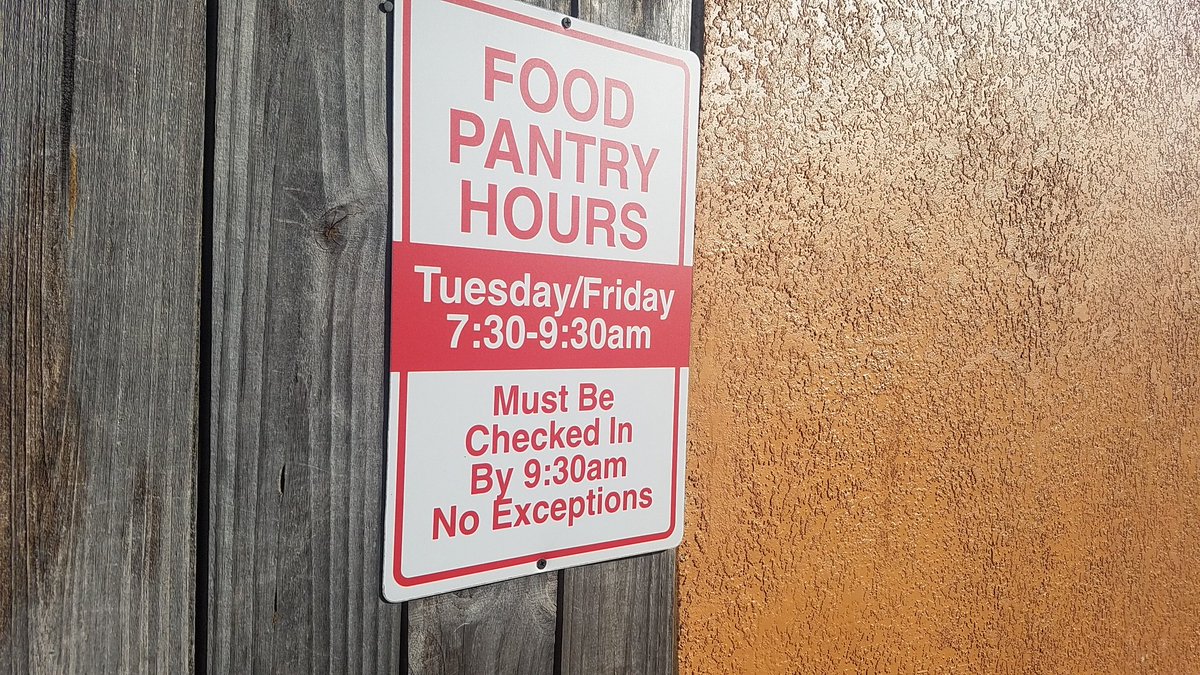 FOOD
PANTRY
HOURS
Tuesday/Friday
7:30-9:30am
Must Be
Checked In
By 9:30am
No Exceptions